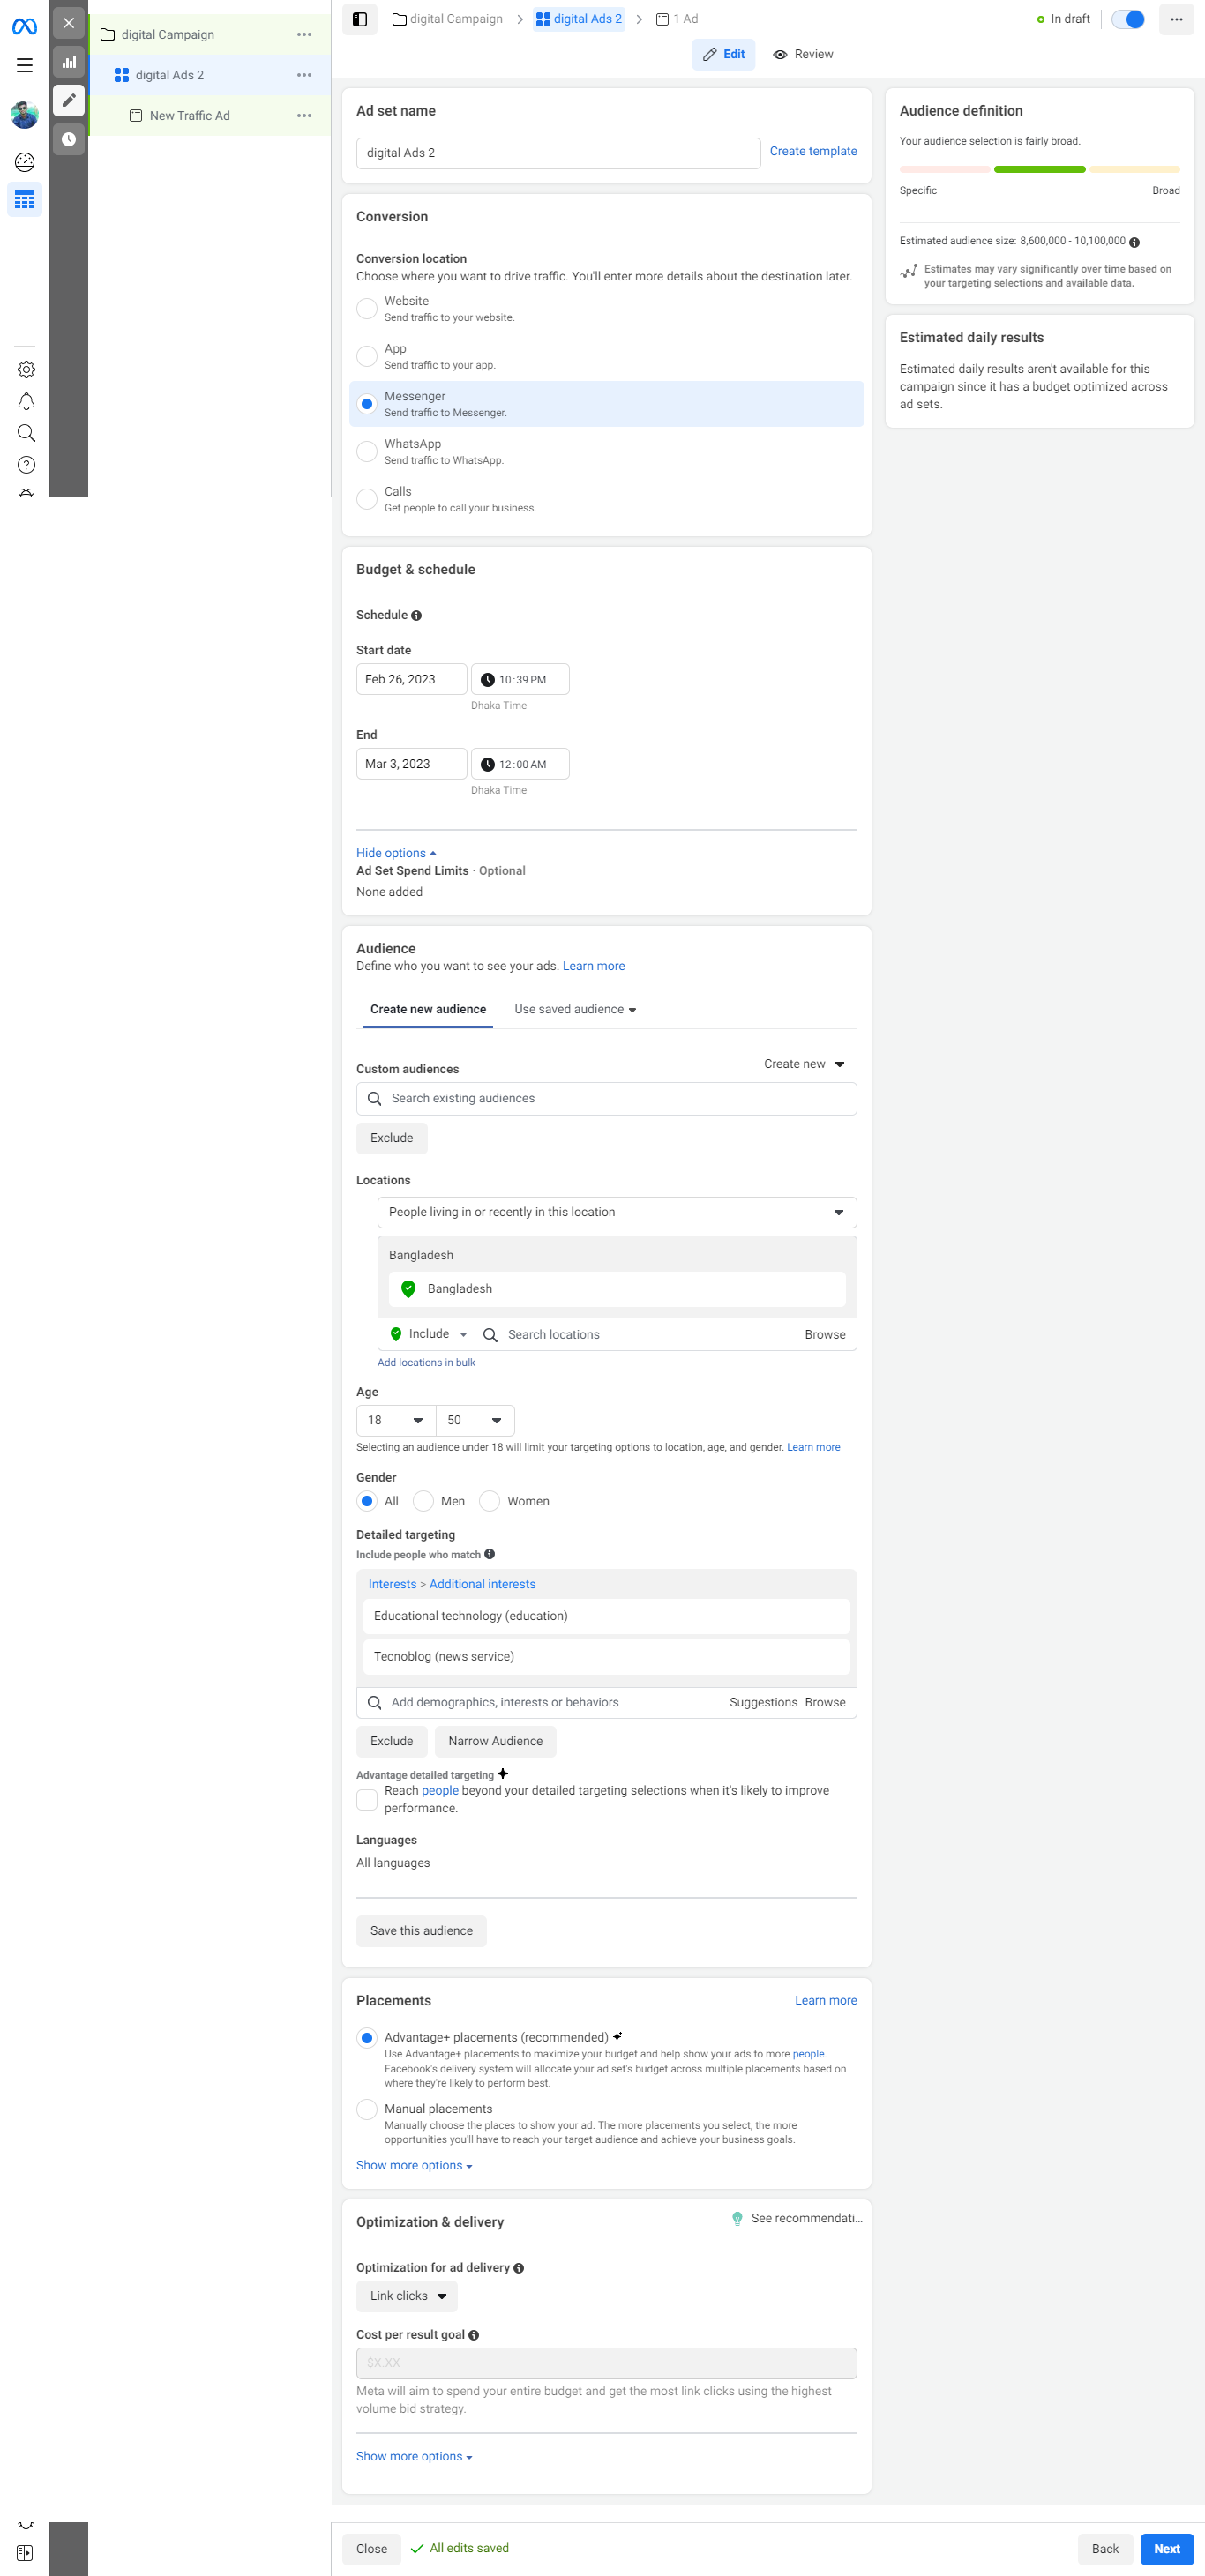 digital Campaign
digital Ads 2
New Traffic Ad
digital Campaign
digital Ads 2
1 Ad
In draft
Edit
Review
Ad set name
digital Ads 2
Create template
Conversion
Conversion location
Choose where you want to drive traffic. You'll enter more details about the destination later.
Website
Send traffic to your website.
App
Send traffic to your app.
Messenger
Send traffic to Messenger.
WhatsApp
Send traffic to WhatsApp.
Calls
Get people to call your business.
Budget & schedule
Schedule
Start date
Feb 26, 2023
10:39 PM
Dhaka Time
End
Mar 3, 2023
12:00 AM
Dhaka Time
Hide options
Ad Set Spend Limits · Optional
None added
Audience
Define who you want to see your ads. Learn more
Create new audience
Use saved audience
Custom audiences
Create new
Search existing audiences
Exclude
Locations
People living in or recently in this location
Bangladesh
Bangladesh
Include
Search locations
Browse
Add locations in bulk
Age
18
50
Selecting an audience under 18 will limit your targeting options to location, age, and gender. Learn more
Gender
All
Men
Women
Detailed targeting
Include people who match
Interests > Additional interests
Educational technology (education)
Tecnoblog (news service)
Add demographics, interests or behaviors
Suggestions
Browse
Exclude
Narrow Audience
Advantage detailed targeting
Reach people beyond your detailed targeting selections when it's likely to improve
performance.
Languages
All languages
Save this audience
Placements
Learn more
Advantage+ placements (recommended)
Use Advantage+ placements to maximize your budget and help show your ads to more people.
Facebook's delivery system will allocate your ad set's budget across multiple placements based on
where they're likely to perform best.
Manual placements
Manually choose the places to show your ad. The more placements you select, the more
opportunities you'll have to reach your target audience and achieve your business goals.
Show more options
Optimization & delivery
See recommendati...
Optimization for ad delivery
Link clicks
Cost per result goal
$X.XX
Meta will aim to spend your entire budget and get the most link clicks using the highest
volume bid strategy.
Show more options
Close
All edits saved
Back
Next
Audience definition
Your audience selection is fairly broad.
Specific
Broad
Estimated audience size: 8,600,000 - 10,100,000
Estimates may vary significantly over time based on
your targeting selections and available data.
Estimated daily results
Estimated daily results aren't available for this
campaign since it has a budget optimized across
ad sets.